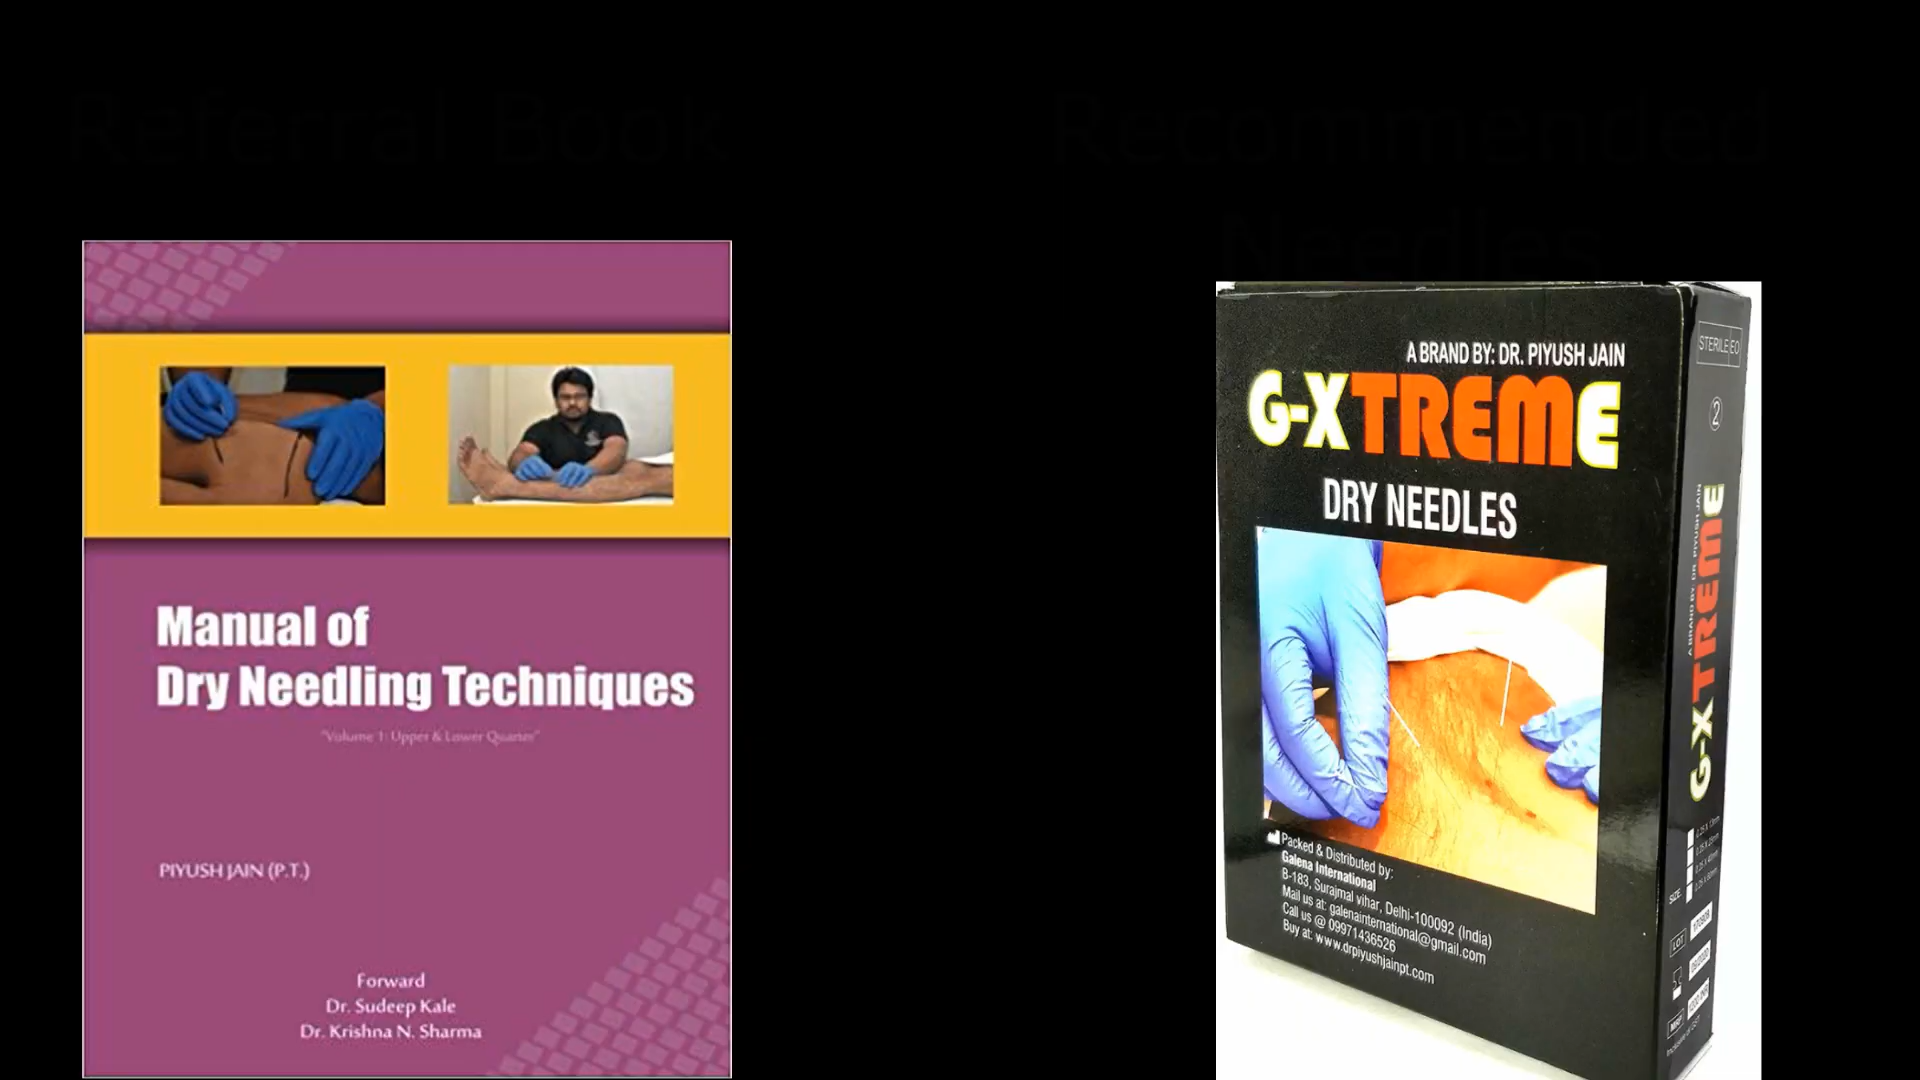 Referral Book
Recommended
Needles
Manual of
Dry Needling Techniques
"Volume 1: Upper & Lower Quarter"
PIYUSH JAIN (P.T.)
Forward
Dr. Sudeep Kale
Dr. Krishna N. Sharma
A BRAND BY: DR. PIYUSH JAIN
G-XTREME
DRY NEEDLES
Packed & Distributed by:
Galena International
B-183, Surajmal vihar, Delhi-100092 (India)
Mail us at: galenainternational@gmail.com
Call us @ 09971436526
Buy at: www.drpiyushjainpt.com
STERILE EO
2
A BRAND BY: DR. PIYUSH JAIN
G-XTREME
SIZE:
LOT
MRP